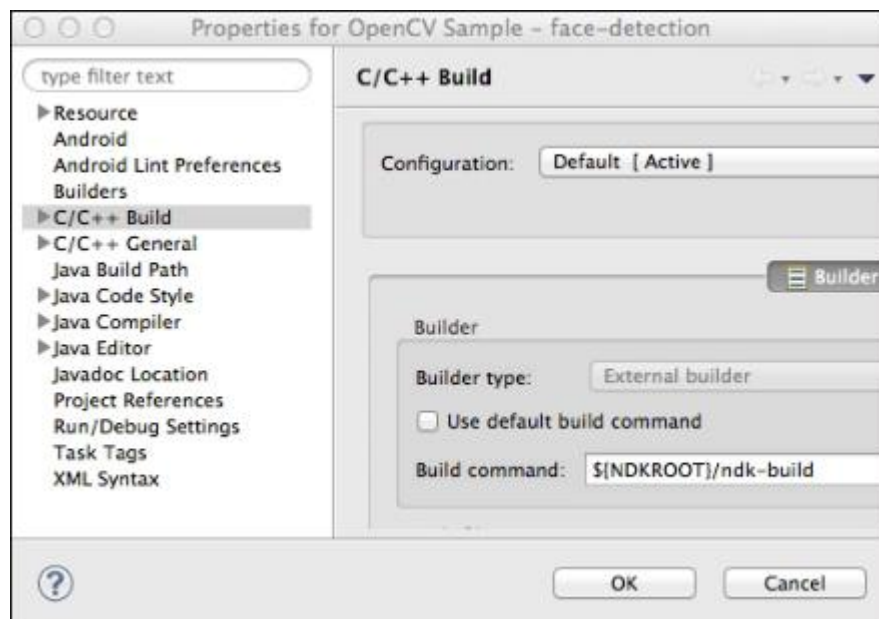 Properties for OpenCV Sample - face-detection
type filter text
Resource
Android
Android Lint Preferences
Builders
C/C++ Build
C/C++ General
Java Build Path
Java Code Style
Java Compiler
Java Editor
Javadoc Location
Project References
Run/Debug Settings
Task Tags
XML Syntax
C/C++ Build
Configuration: Default [ Active ]
Builder
Builder
Builder type: External builder
Use default build command
Build command: ${NDKROOT}/ndk-build
?
OK Cancel